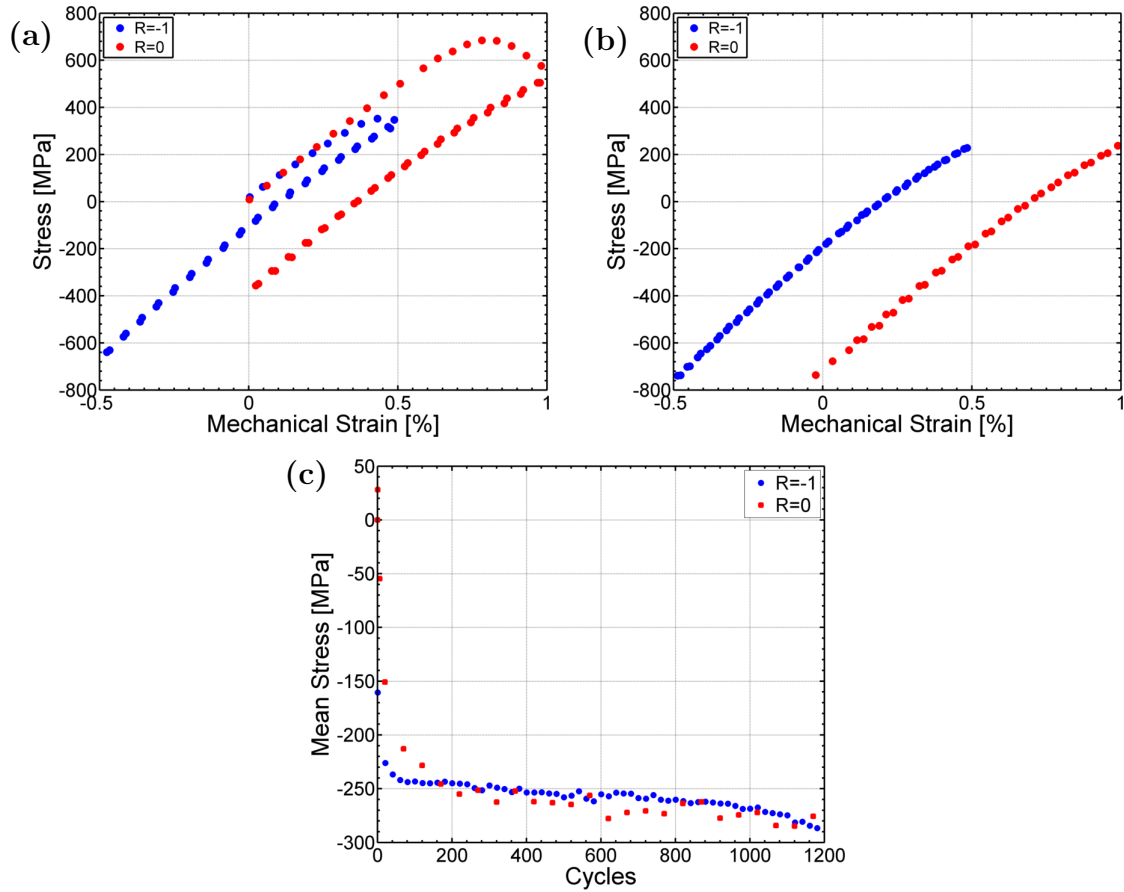 (a)
800
600
400
200
0
-200
-400
-600
-800
Stress [MPa]
R=-1
R=0
-0.5
0
0.5
1
Mechanical Strain [%]
(b)
800
600
400
200
0
-200
-400
-600
-800
Stress [MPa]
R=-1
R=0
-0.5
0
0.5
1
Mechanical Strain [%]
(c)
50
0
-50
-100
-150
-200
-250
-300
Mean Stress [MPa]
R=-1
R=0
0
200
400
600
800
1000
1200
Cycles